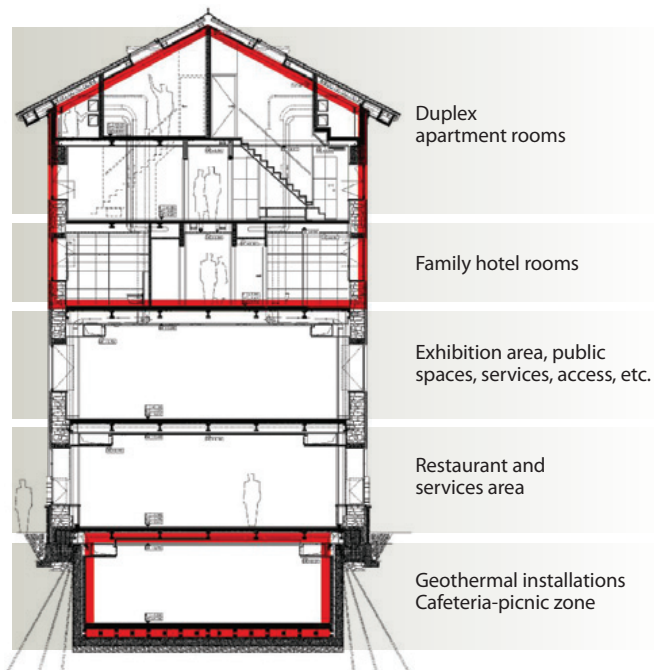 Duplex
apartment rooms
Family hotel rooms
Exhibition area, public
spaces, services, access, etc.
Restaurant and
services area
Geothermal installations
Cafeteria-picnic zone